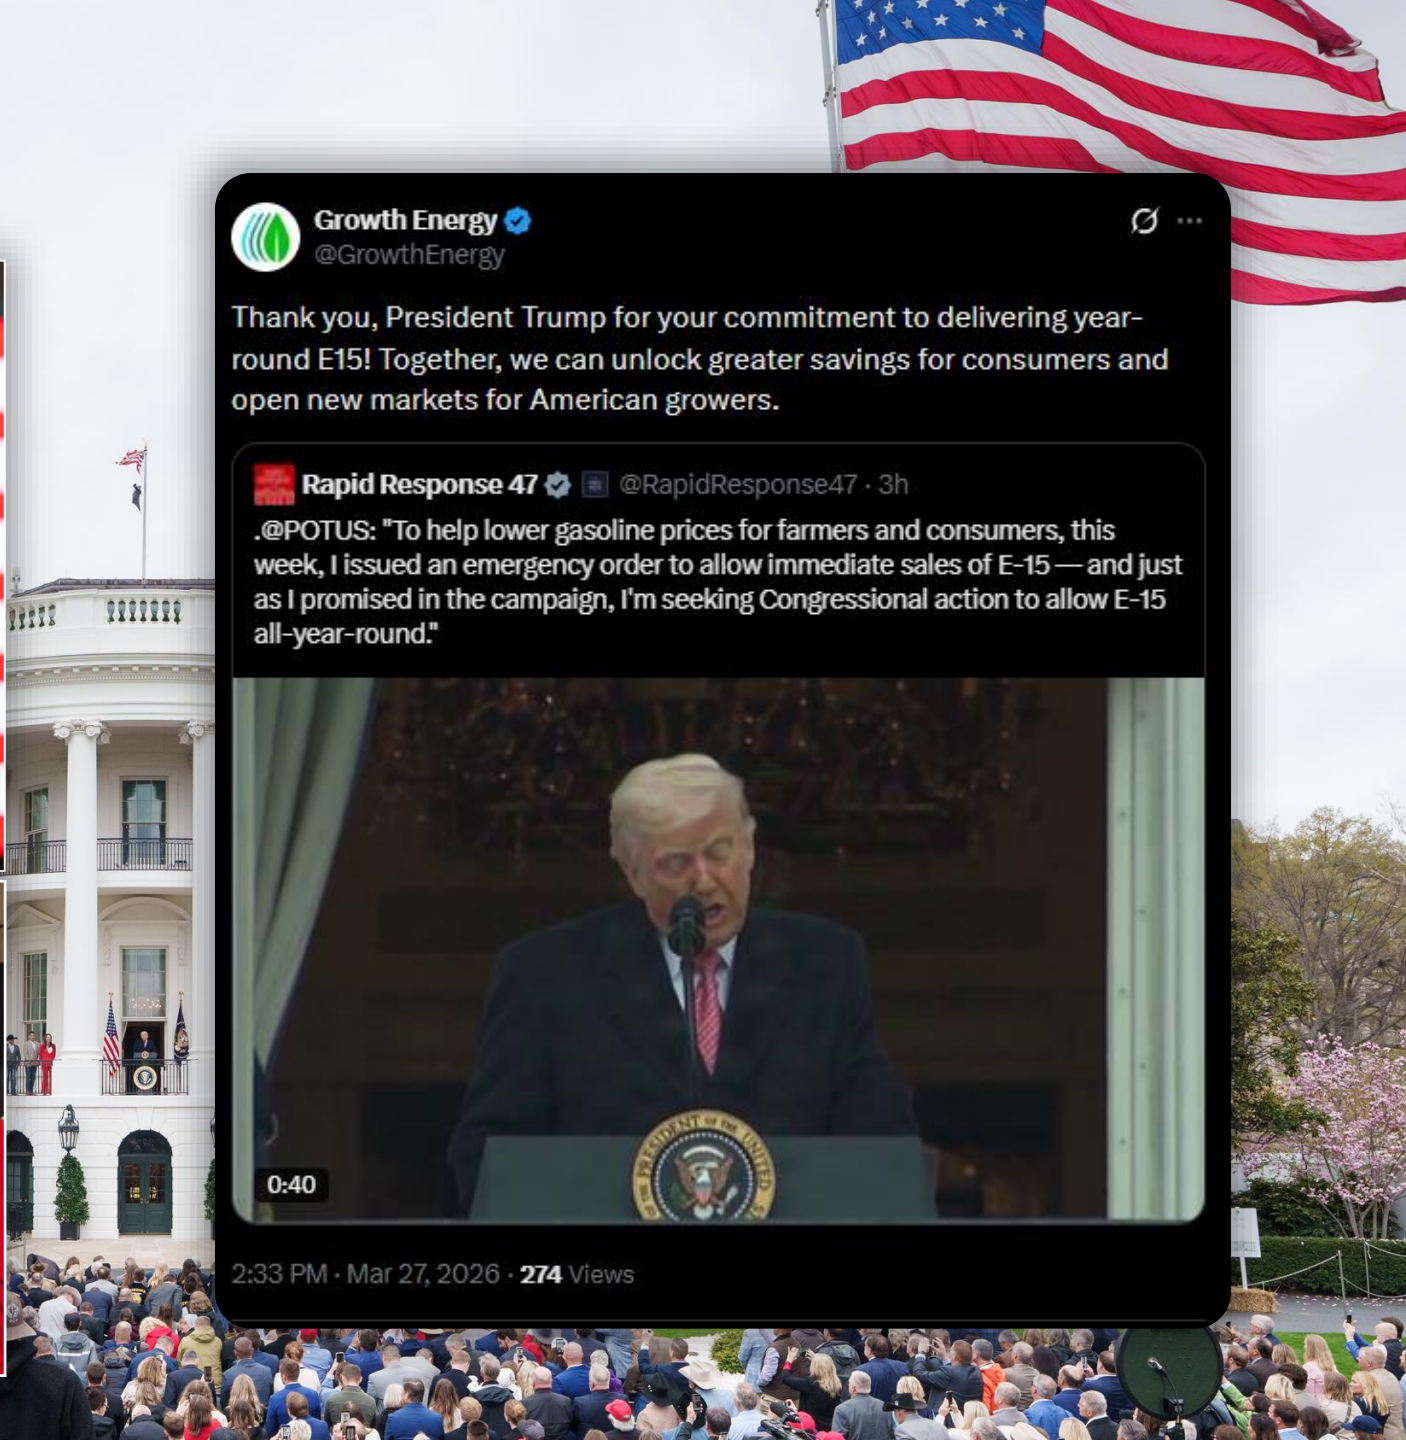 Growth Energy
@GrowthEnergy
Thank you, President Trump for your commitment to delivering year-
round E15! Together, we can unlock greater savings for consumers and
open new markets for American growers.
Rapid Response 47 @RapidResponse47 · 3h
.@POTUS: "To help lower gasoline prices for farmers and consumers, this
week, I issued an emergency order to allow immediate sales of E-15 — and just
as I promised in the campaign, I'm seeking Congressional action to allow E-15
all-year-round."
PRESIDENT OF THE UNITED
0:40
2:33 PM · Mar 27, 2026 · 274 Views